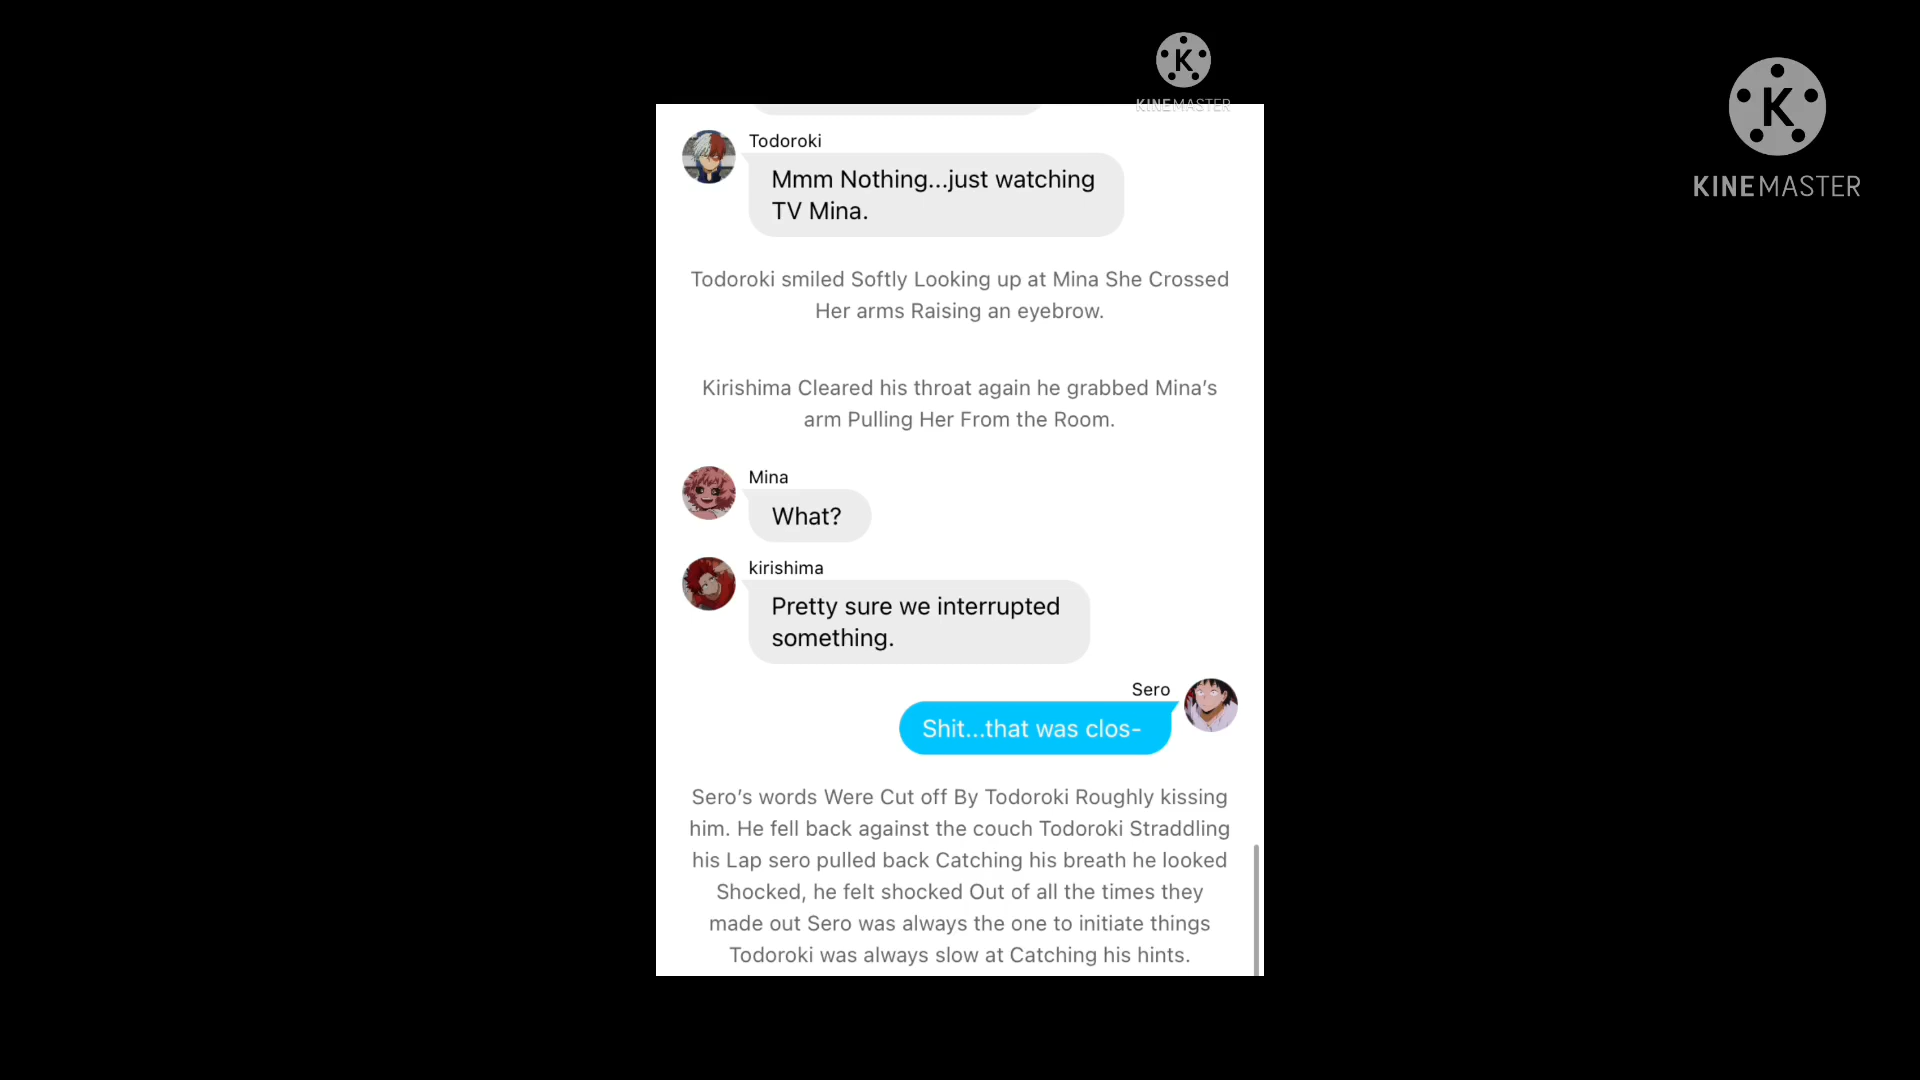 K
KINEMASTER
K
KINEMASTER
Todoroki
Mmm Nothing...just watching
TV Mina.
Todoroki smiled Softly Looking up at Mina She Crossed
Her arms Raising an eyebrow.
Kirishima Cleared his throat again he grabbed Mina’s
arm Pulling Her From the Room.
Mina
What?
kirishima
Pretty sure we interrupted
something.
Sero
Shit...that was clos-
Sero’s words Were Cut off By Todoroki Roughly kissing
him. He fell back against the couch Todoroki Straddling
his Lap sero pulled back Catching his breath he looked
Shocked, he felt shocked Out of all the times they
made out Sero was always the one to initiate things
Todoroki was always slow at Catching his hints.